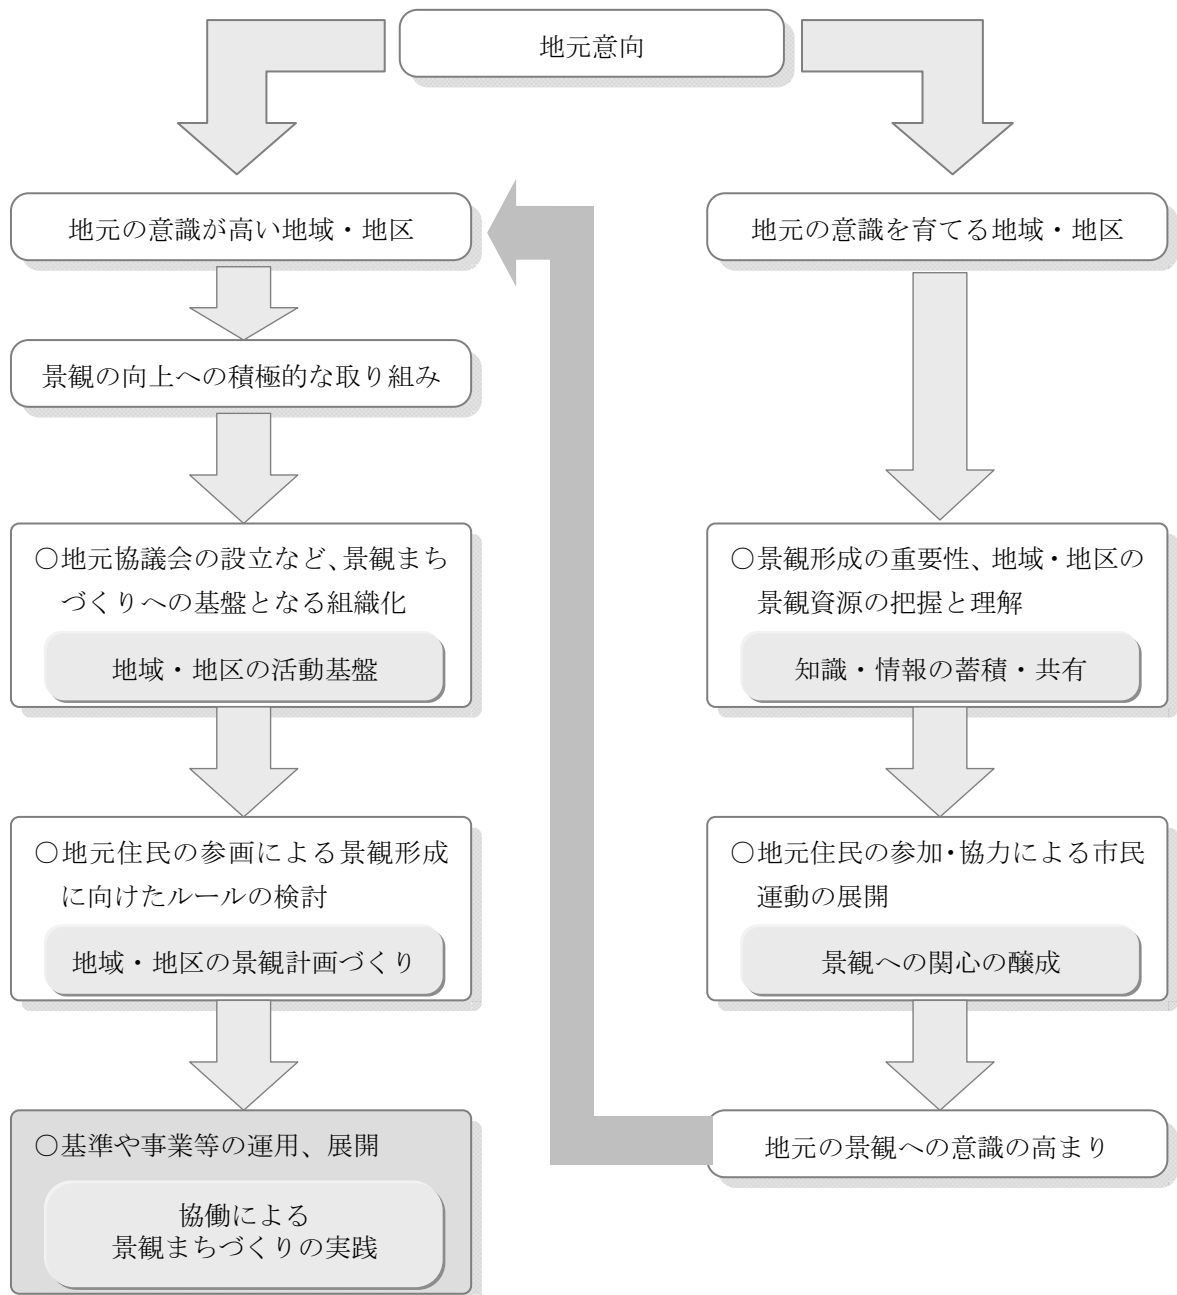 地元意向
地元の意識が高い地域・地区
景観の向上への積極的な取り組み
○地元協議会の設立など、景観まち
づくりへの基盤となる組織化
地域・地区の活動基盤
○地元住民の参画による景観形成
に向けたルールの検討
地域・地区の景観計画づくり
○基準や事業等の運用、展開
協働による
景観まちづくりの実践
地元の意識を育てる地域・地区
○景観形成の重要性、地域・地区の
景観資源の把握と理解
知識・情報の蓄積・共有
○地元住民の参加・協力による市民
運動の展開
景観への関心の醸成
地元の景観への意識の高まり